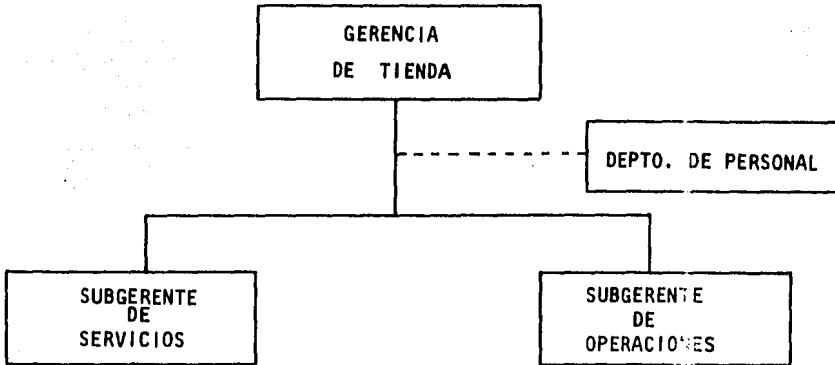 GERENCIA
DE TIENDA
DEPTO. DE PERSONAL
SUBGERENTE
DE
SERVICIOS
SUBGERENTE
DE
OPERACIONES